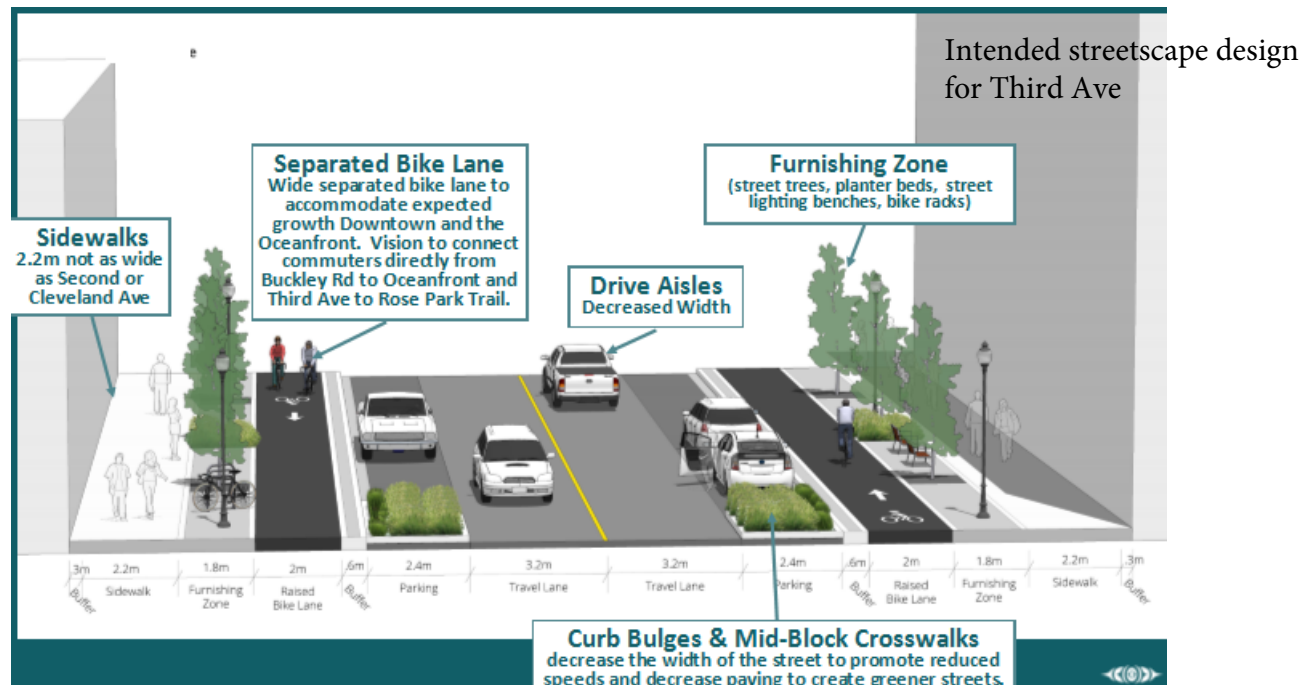 e
Intended streetscape design
for Third Ave
Separated Bike Lane
Wide separated bike lane to
accommodate expected
growth Downtown and the
Oceanfront. Vision to connect
commuters directly from
Buckley Rd to Oceanfront and
Third Ave to Rose Park Trail.
Furnishing Zone
(street trees, planter beds, street
lighting benches, bike racks)
Sidewalks
2.2m not as wide
as Second or
Cleveland Ave
Drive Aisles
Decreased Width
.3m 2.2m 1.8m 2m .6m 2.4m 3.2m 3.2m 2.4m .6m 2m 1.8m 2.2m .3m
Buffer Sidewalk Furnishing Zone Raised Bike Lane Buffer Parking Travel Lane Travel Lane Parking Buffer Raised Bike Lane Furnishing Zone Sidewalk Buffer
Curb Bulges & Mid-Block Crosswalks
decrease the width of the street to promote reduced
speeds and decrease paving to create greener streets.